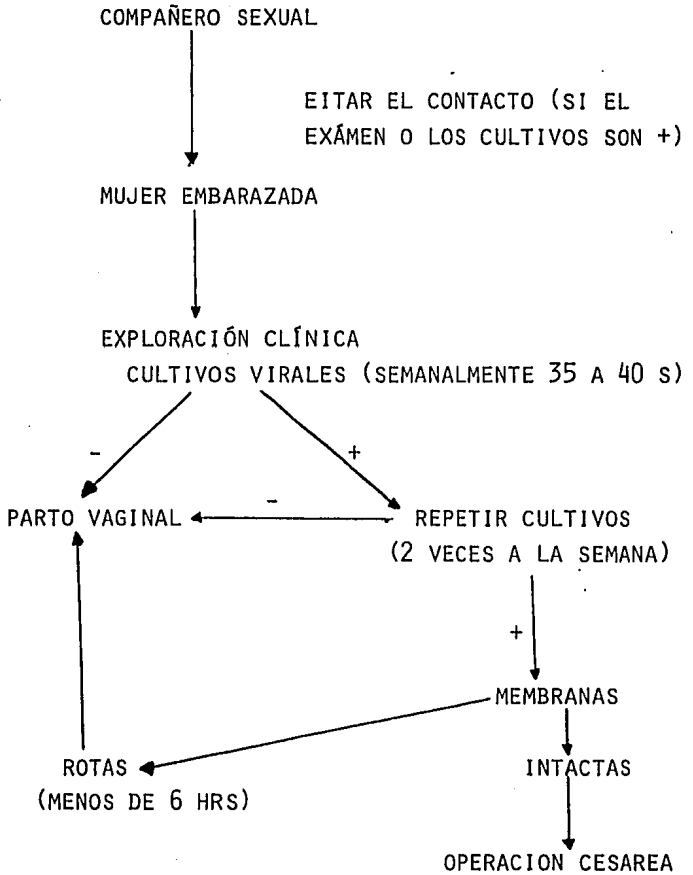 COMPAÑERO SEXUAL
EITAR EL CONTACTO (SI EL
EXÁMEN O LOS CULTIVOS SON +)
MUJER EMBARAZADA
EXPLORACIÓN CLÍNICA
CULTIVOS VIRALES (SEMANALMENTE 35 A 40 S)
-
+
PARTO VAGINAL
-
REPETIR CULTIVOS
(2 VECES A LA SEMANA)
+
MEMBRANAS
ROTAS
(MENOS DE 6 HRS)
INTACTAS
OPERACION CESAREA